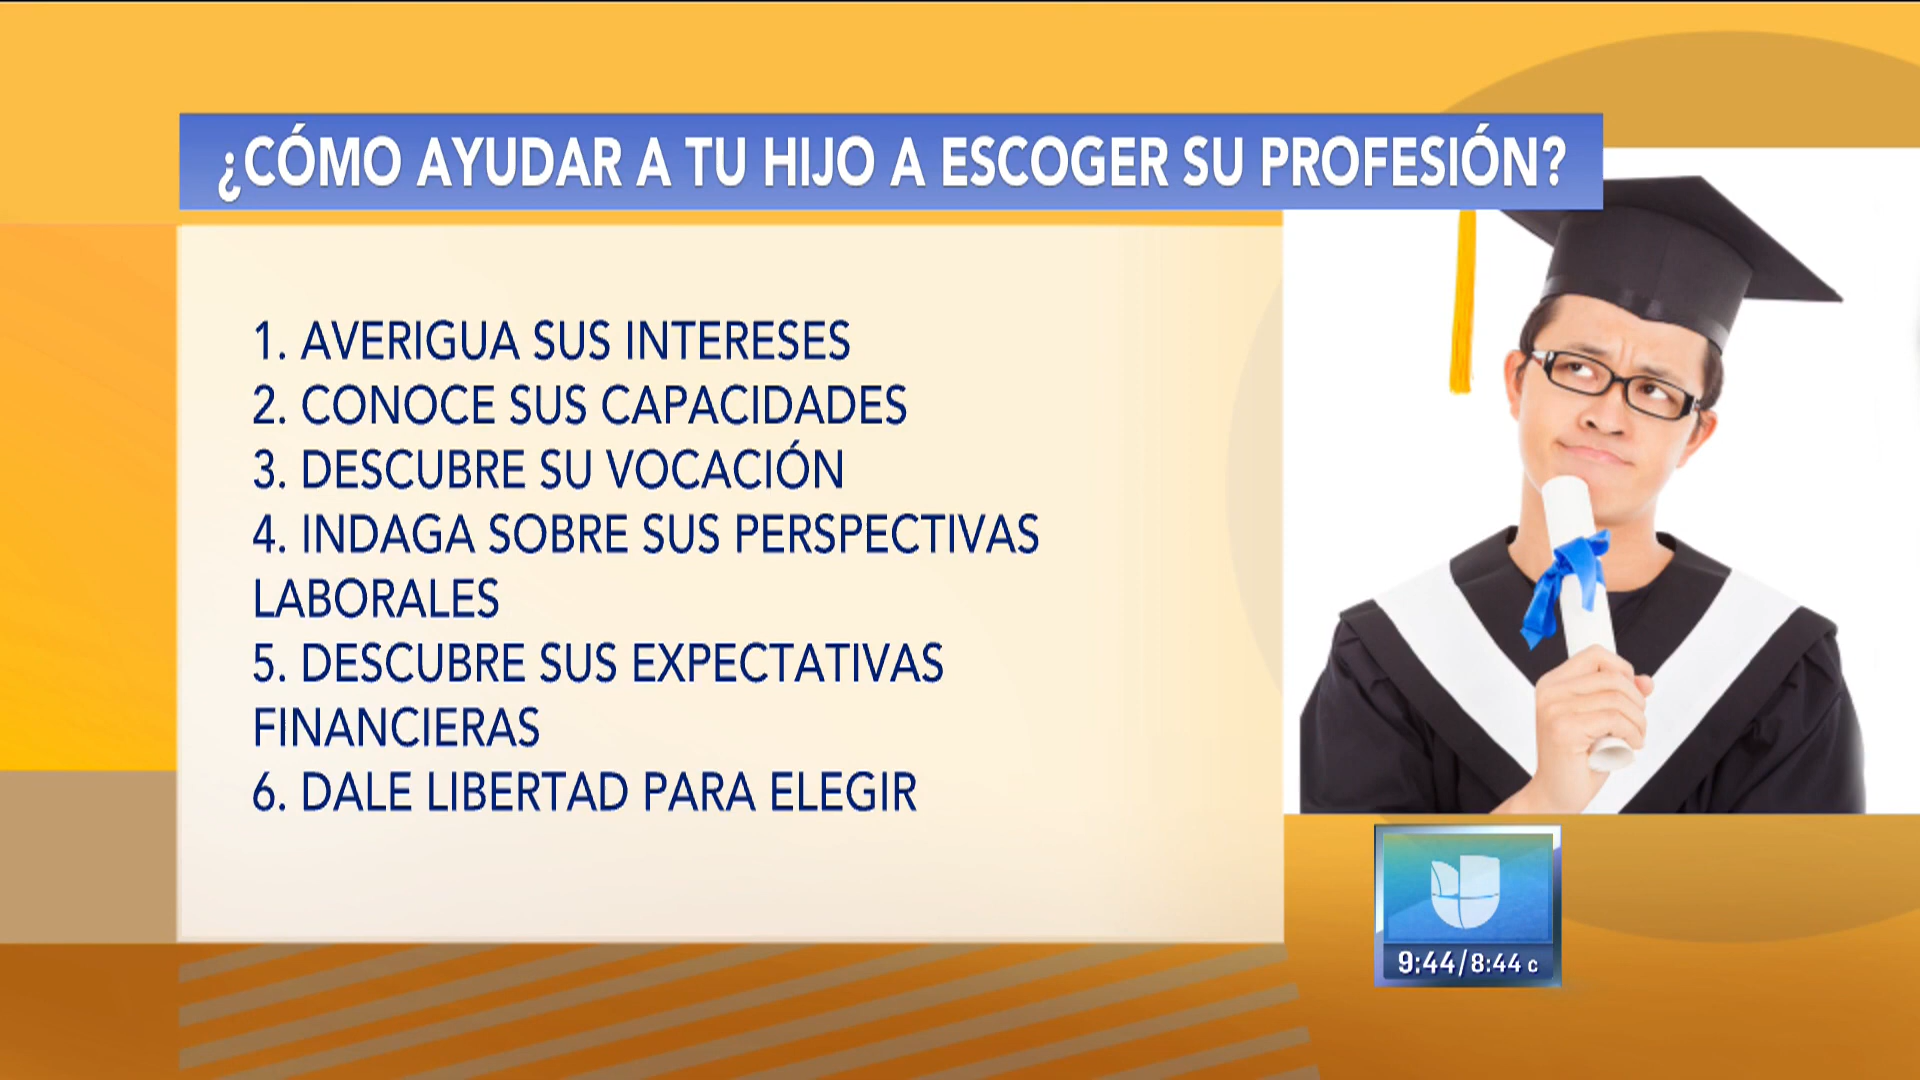 ¿CÓMO AYUDAR A TU HIJO A ESCOGER SU PROFESIÓN?
1. AVERIGUA SUS INTERESES
2. CONOCE SUS CAPACIDADES
3. DESCUBRE SU VOCACIÓN
4. INDAGA SOBRE SUS PERSPECTIVAS
LABORALES
5. DESCUBRE SUS EXPECTATIVAS
FINANCIERAS
6. DALE LIBERTAD PARA ELEGIR
9:44/8:44 c